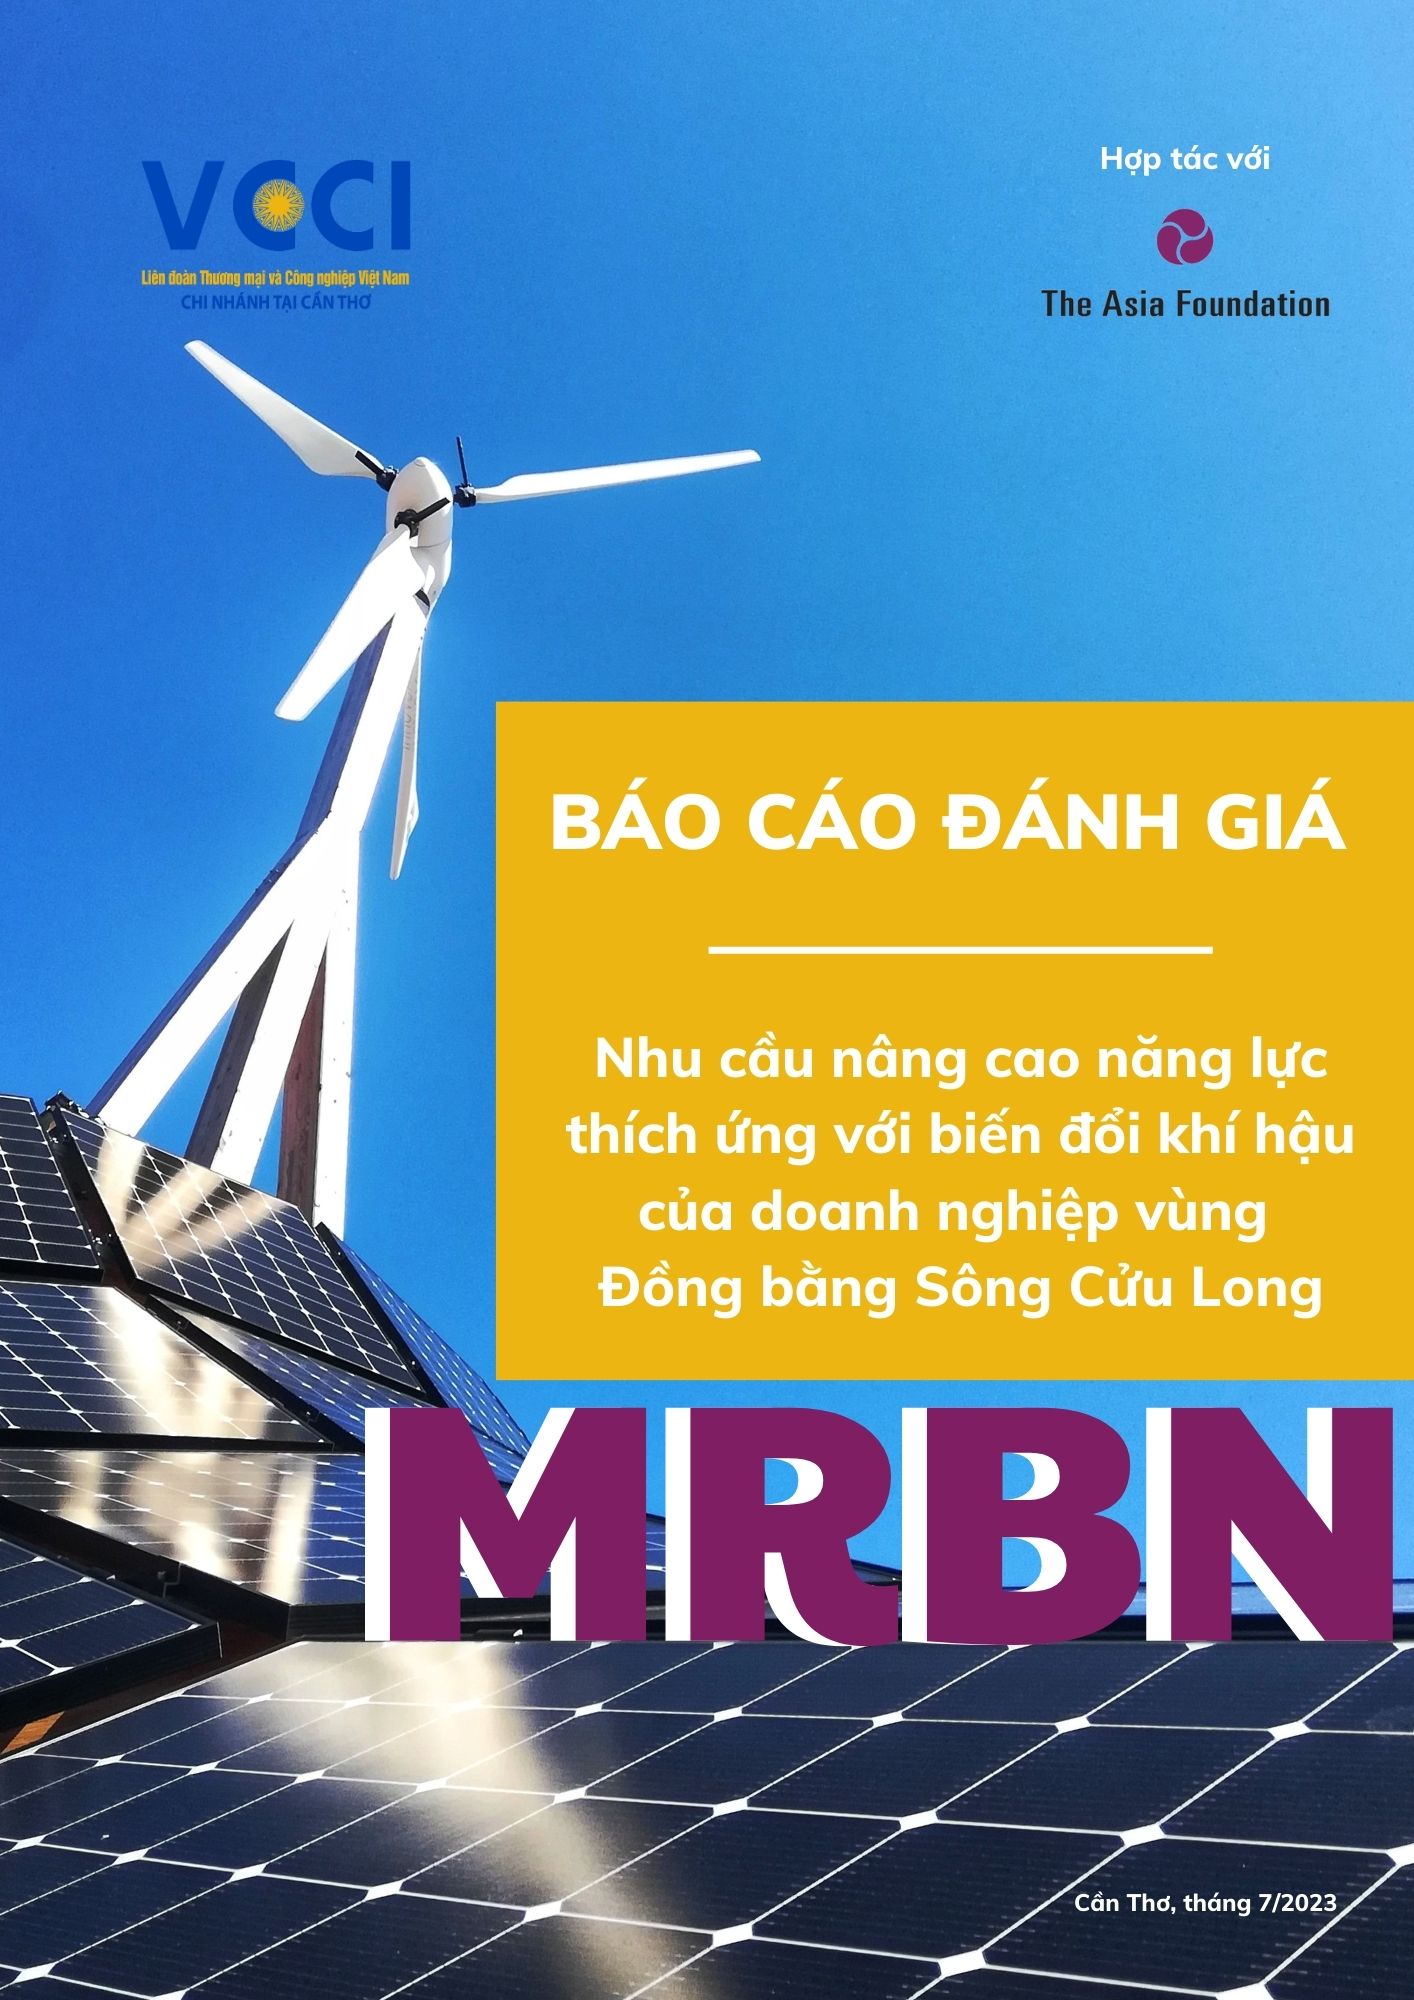 VCCI
Liên đoàn Thương mại và Công nghiệp Việt Nam
CHI NHÁNH TẠI CẦN THƠ
Hợp tác với
The Asia Foundation
BÁO CÁO ĐÁNH GIÁ
Nhu cầu nâng cao năng lực
thích ứng với biến đổi khí hậu
của doanh nghiệp vùng
Đồng bằng Sông Cửu Long
MRBN
Cần Thơ, tháng 7/2023